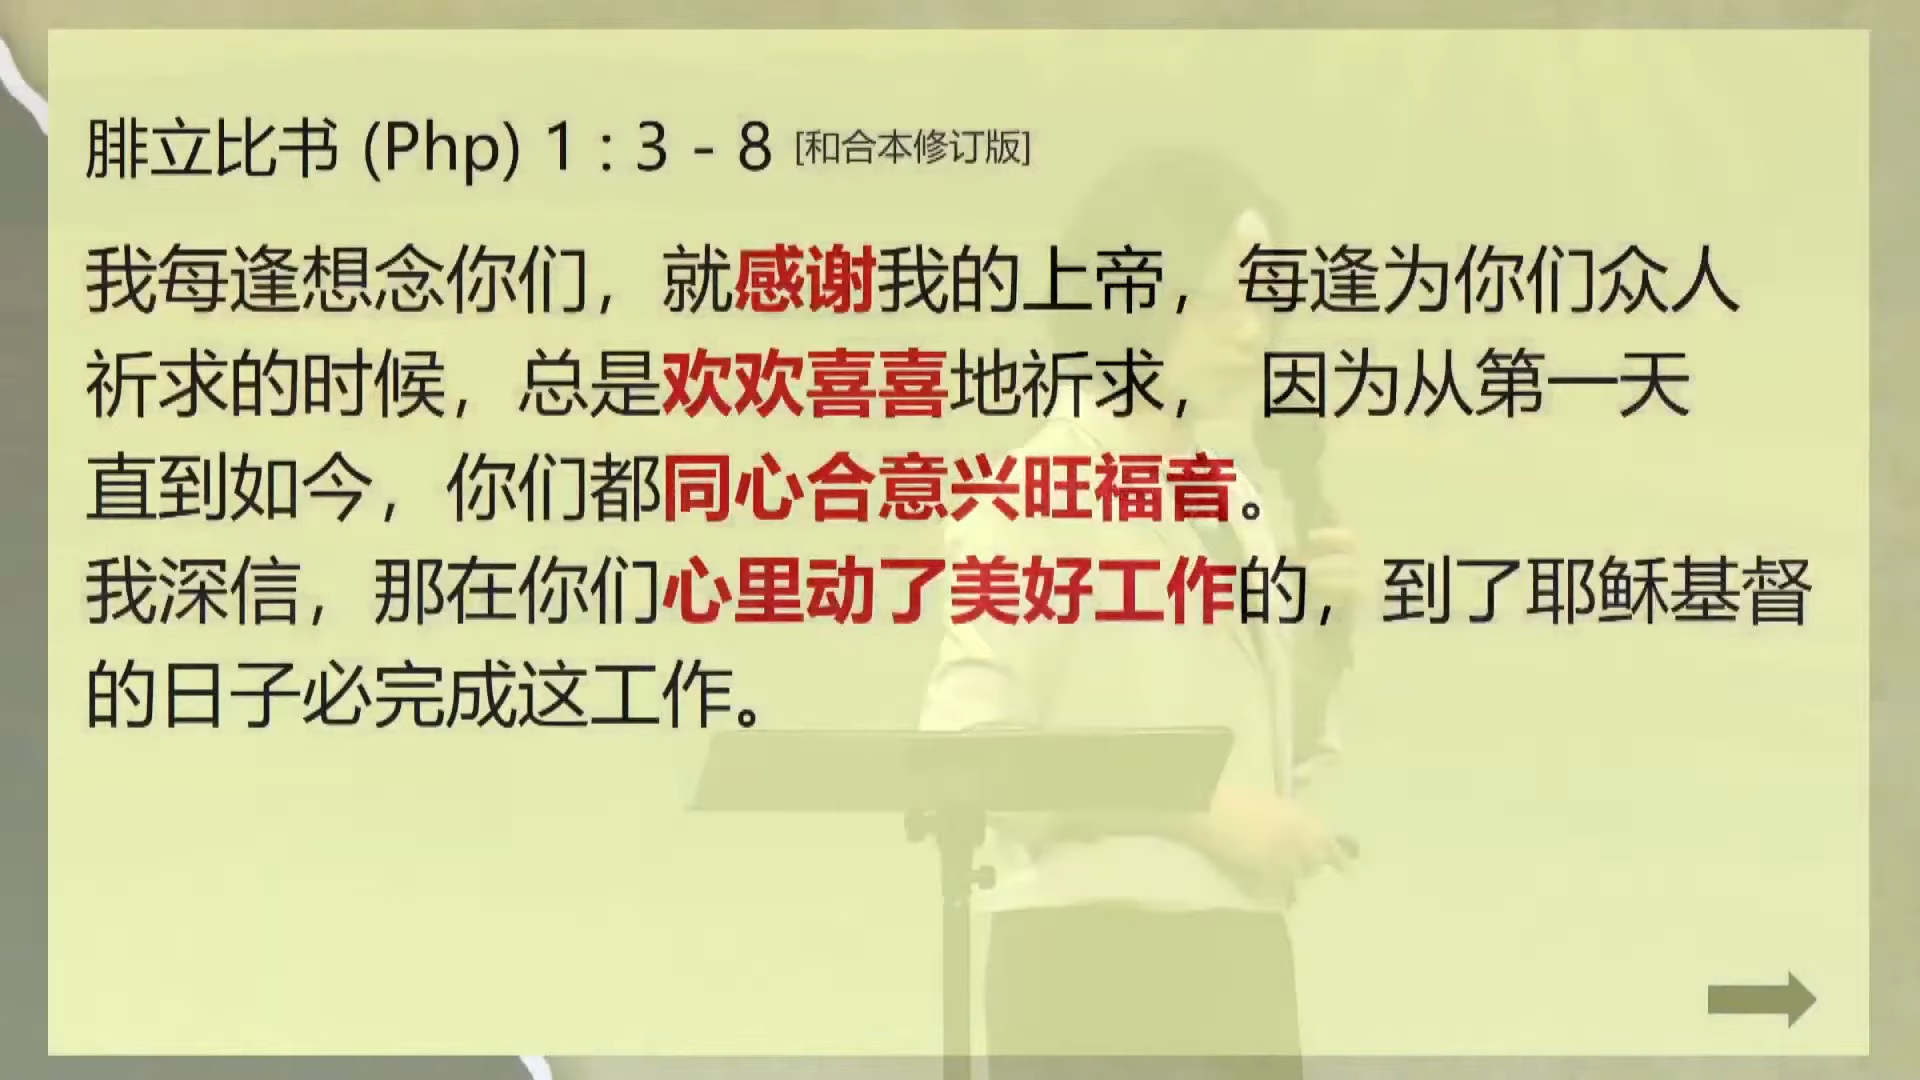 腓立比书 (Php) 1 : 3 - 8 [和合本修订版]
我每逢想念你们，就感谢我的上帝，每逢为你们众人
祈求的时候，总是欢欢喜喜地祈求， 因为从第一天
直到如今，你们都同心合意兴旺福音。
我深信，那在你们心里动了美好工作的，到了耶稣基督
的日子必完成这工作。